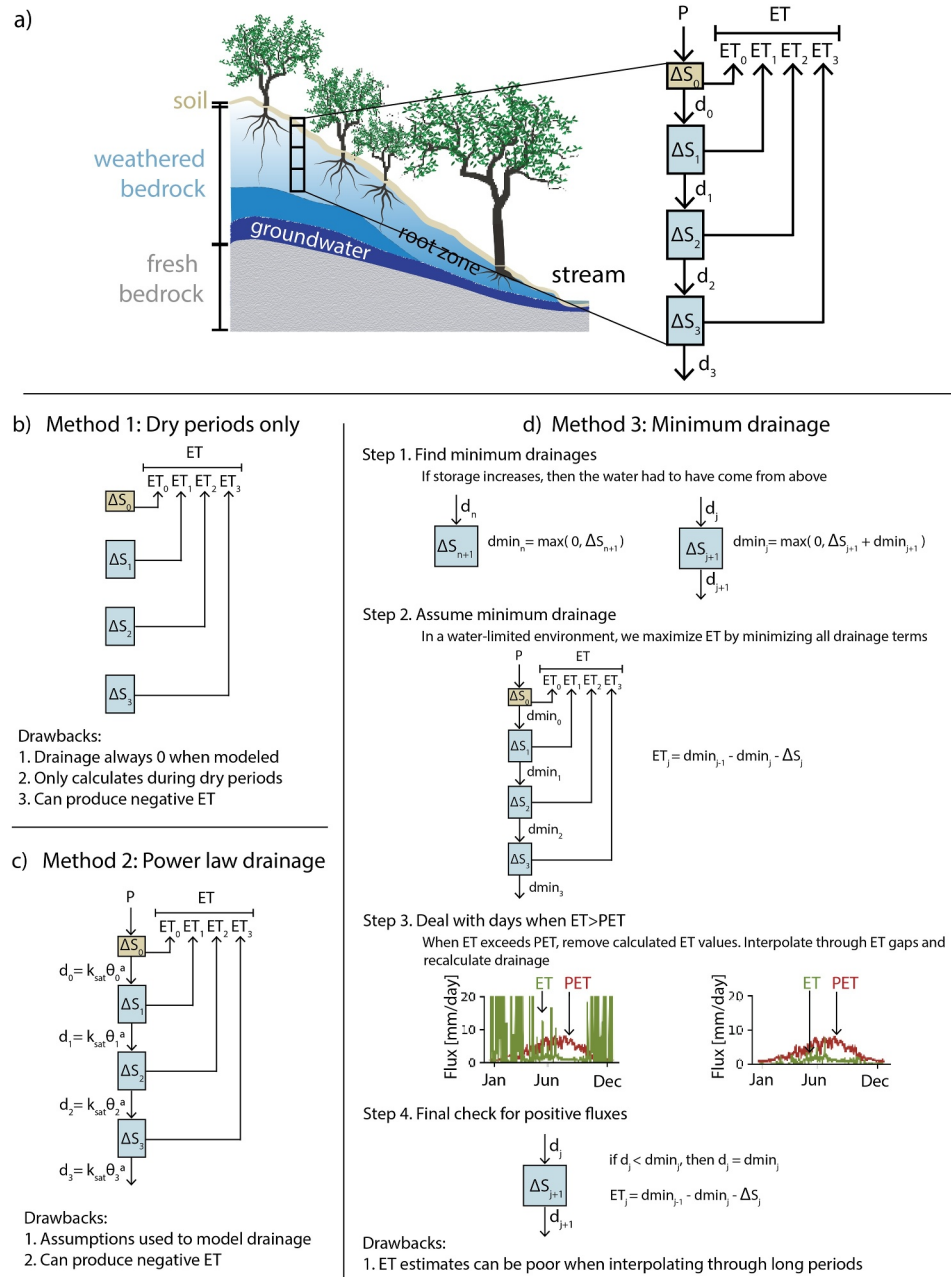 a)
soil
weathered
bedrock
fresh
bedrock
groundwater
root zone
stream
P
ET
ET₀ ET₁ ET₂ ET₃
ΔS₀
d₀
ΔS₁
d₁
ΔS₂
d₂
ΔS₃
d₃
b) Method 1: Dry periods only
ET
ET₀ ET₁ ET₂ ET₃
ΔS₀
ΔS₁
ΔS₂
ΔS₃
Drawbacks:
1. Drainage always 0 when modeled
2. Only calculates during dry periods
3. Can produce negative ET
c) Method 2: Power law drainage
P
ET
ET₀ ET₁ ET₂ ET₃
ΔS₀
d₀= kₛₐₜθ₀ᵃ
ΔS₁
d₁= kₛₐₜθ₁ᵃ
ΔS₂
d₂= kₛₐₜθ₂ᵃ
ΔS₃
d₃= kₛₐₜθ₃ᵃ
Drawbacks:
1. Assumptions used to model drainage
2. Can produce negative ET
d) Method 3: Minimum drainage
Step 1. Find minimum drainages
If storage increases, then the water had to have come from above
dₙ
ΔSₙ₊₁
dminₙ= max( 0, ΔSₙ₊₁)
dⱼ
ΔSⱼ₊₁
dminⱼ= max( 0, ΔSⱼ₊₁ + dminⱼ₊₁ )
dⱼ₊₁
Step 2. Assume minimum drainage
In a water-limited environment, we maximize ET by minimizing all drainage terms
P
ET
ET₀ ET₁ ET₂ ET₃
ΔS₀
dmin₀
ΔS₁
dmin₁
ΔS₂
dmin₂
ΔS₃
dmin₃
ETⱼ = dminⱼ₋₁ - dminⱼ - ΔSⱼ
Step 3. Deal with days when ET>PET
When ET exceeds PET, remove calculated ET values. Interpolate through ET gaps and
recalculate drainage
ET PET
Flux [mm/day]
20
10
0
Jan Jun Dec
ET PET
Flux [mm/day]
20
10
0
Jan Jun Dec
Step 4. Final check for positive fluxes
dⱼ
ΔSⱼ₊₁
dⱼ₊₁
if dⱼ < dminⱼ, then dⱼ = dminⱼ
ETⱼ = dminⱼ₋₁ - dminⱼ - ΔSⱼ
Drawbacks:
1. ET estimates can be poor when interpolating through long periods